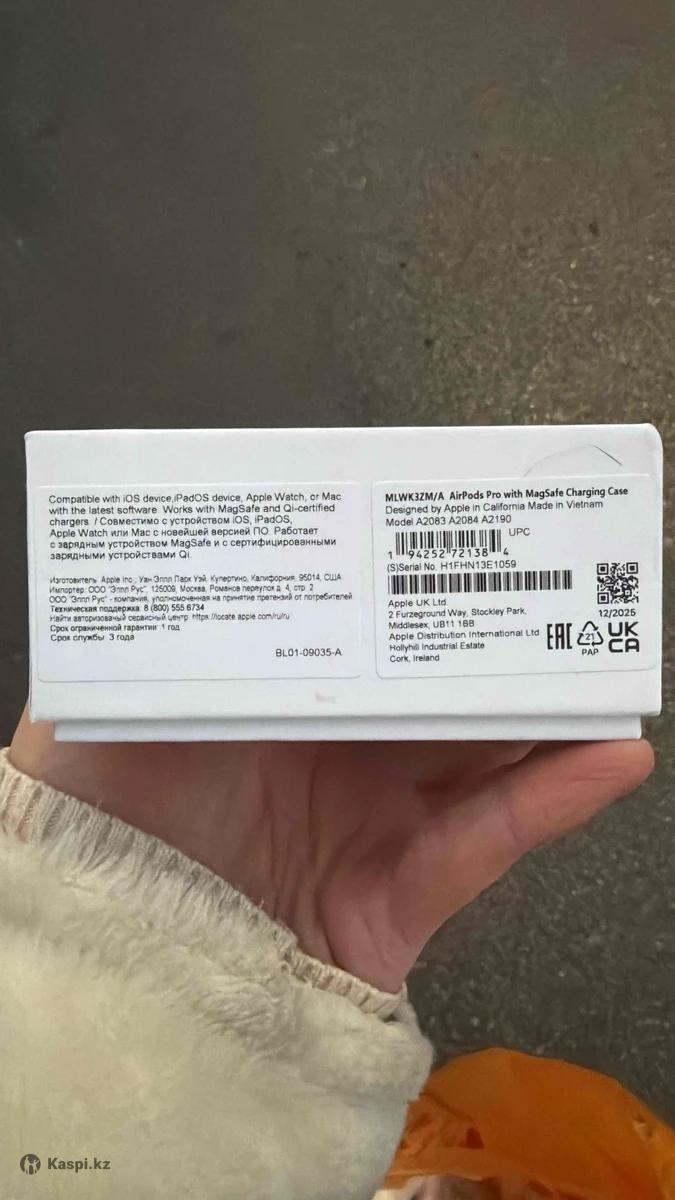 Compatible with iOS device,iPadOS device, Apple Watch, or Mac
with the latest software. Works with MagSafe and Qi-certified
chargers. / Совместимо с устройством iOS, iPadOS,
Apple Watch или Mac с новейшей версией ПО. Работает
с зарядным устройством MagSafe и с сертифицированными
зарядными устройствами Qi.
Изготовитель: Apple Inc., Уан Эппл Парк Уэй, Купертино, Калифорния, 95014, США
Импортер: ООО "Эппл Рус", 125009, Москва, Романов переулок д. 4, стр. 2
ООО "Эппл Рус" - компания, уполномоченная на принятие претензий от потребителей
Техническая поддержка: 8 (800) 555 6734
Найти авторизованный сервисный центр: https://locate.apple.com/ru/ru
Срок ограниченной гарантии: 1 год
Срок службы: 3 года
BL01-09035-A
MLWK3ZM/A AirPods Pro with MagSafe Charging Case
Designed by Apple in California Made in Vietnam
Model A2083 A2084 A2190
UPC
1 94252 72138 4
(S)Serial No. H1FHN13E1059
Apple UK Ltd
2 Furzeground Way, Stockley Park,
Middlesex, UB11 1BB
Apple Distribution International Ltd
Hollyhill Industrial Estate
Cork, Ireland
12/2025
EAC
21
PAP
UK
CA
Kaspi.kz